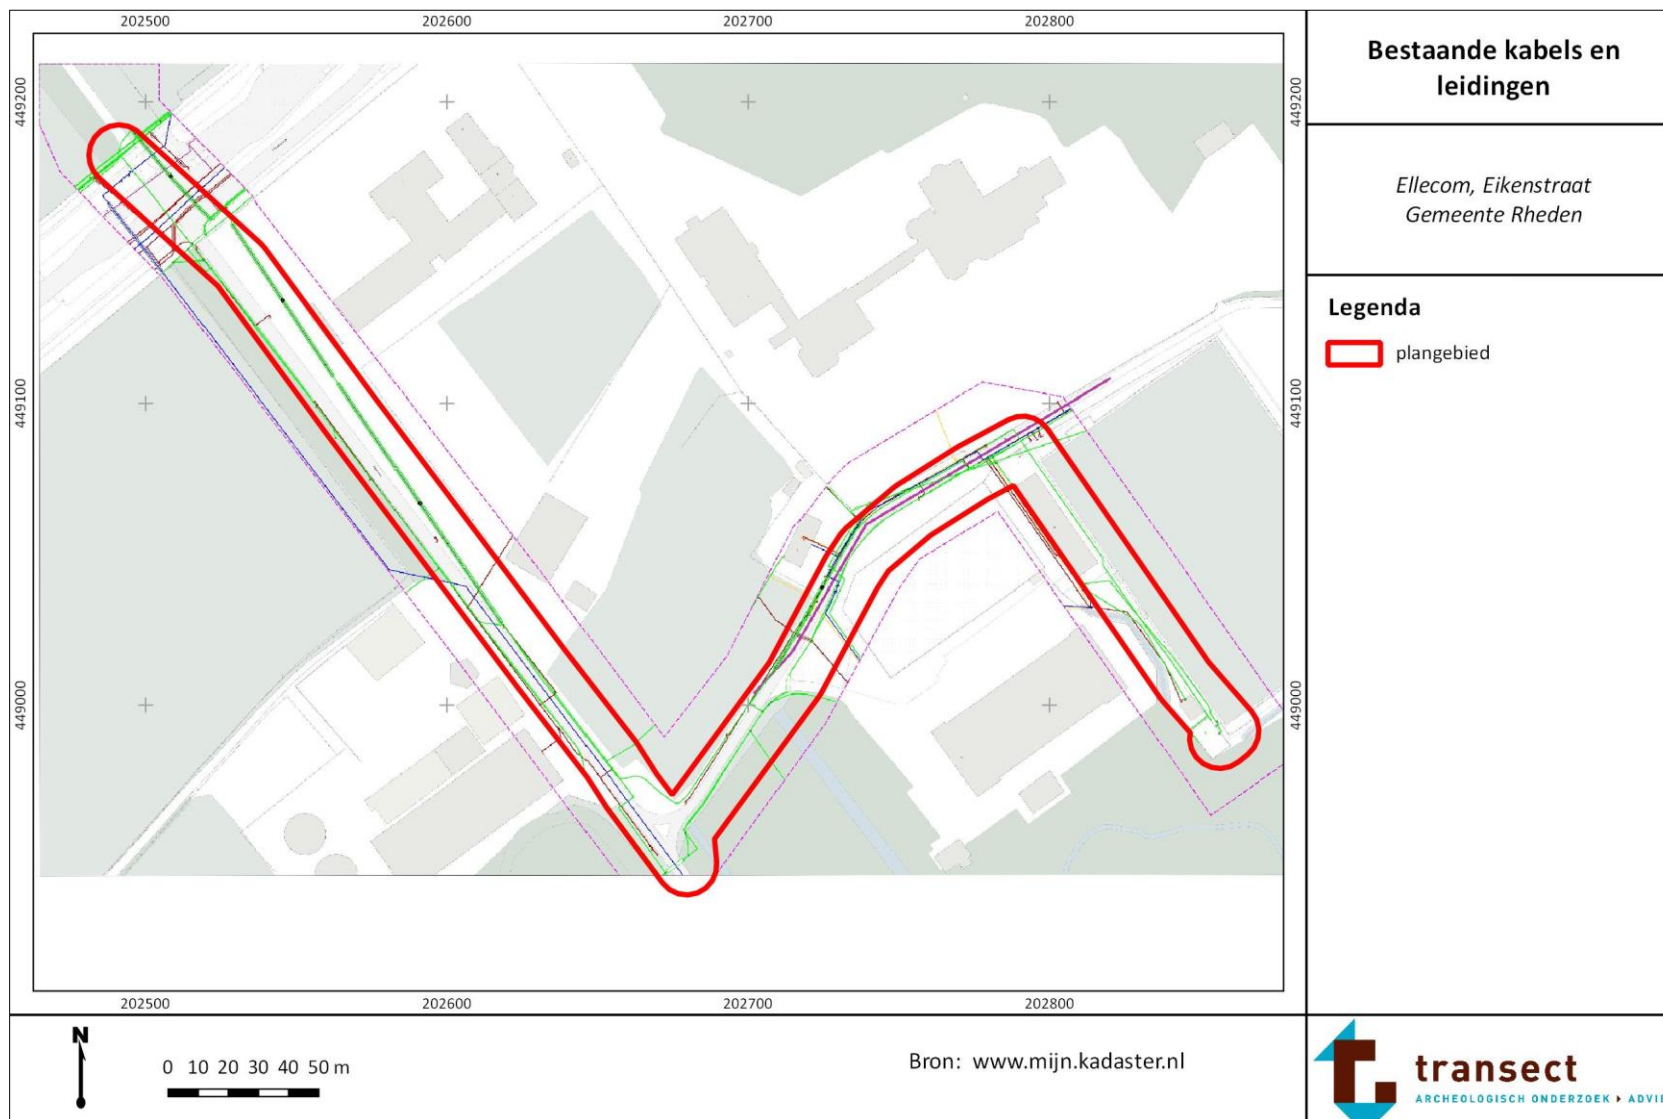 202500 202600 202700 202800
449200 449200
449100 449100
449000 449000
202500 202600 202700 202800
Bestaande kabels en
leidingen
Ellecom, Eikenstraat
Gemeente Rheden
Legenda
plangebied
N
0 10 20 30 40 50 m
Bron: www.mijn.kadaster.nl
transect
ARCHEOLOGISCH ONDERZOEK ▸ ADVIE